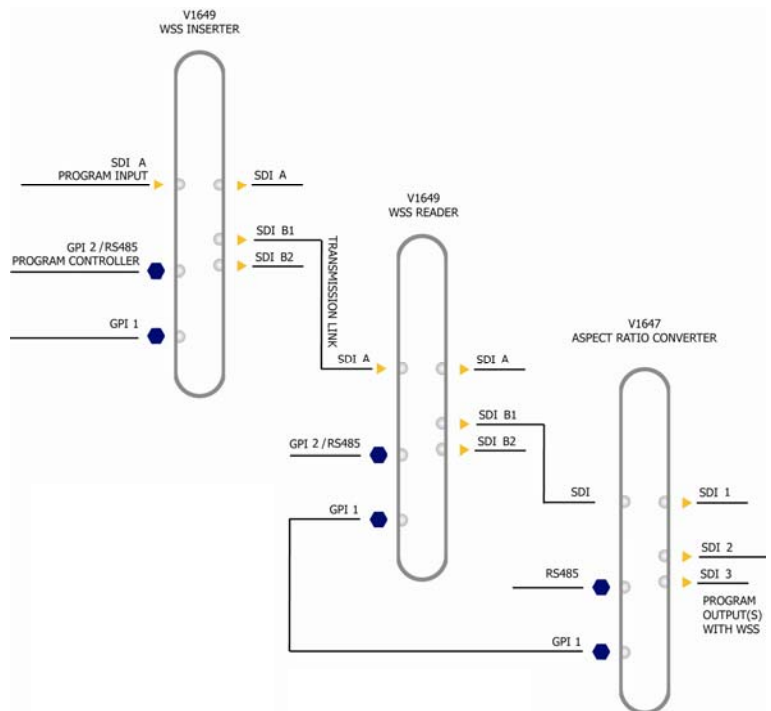 V1649
WSS INSERTER
SDI A
PROGRAM INPUT
SDI A
GPI 2 /RS485
PROGRAM CONTROLLER
SDI B1
SDI B2
GPI 1
TRANSMISSION LINK
V1649
WSS READER
SDI A
SDI A
SDI B1
SDI B2
GPI 2 /RS485
GPI 1
V1647
ASPECT RATIO CONVERTER
SDI
SDI 1
SDI 2
SDI 3
RS485
PROGRAM
OUTPUT(S)
WITH WSS
GPI 1